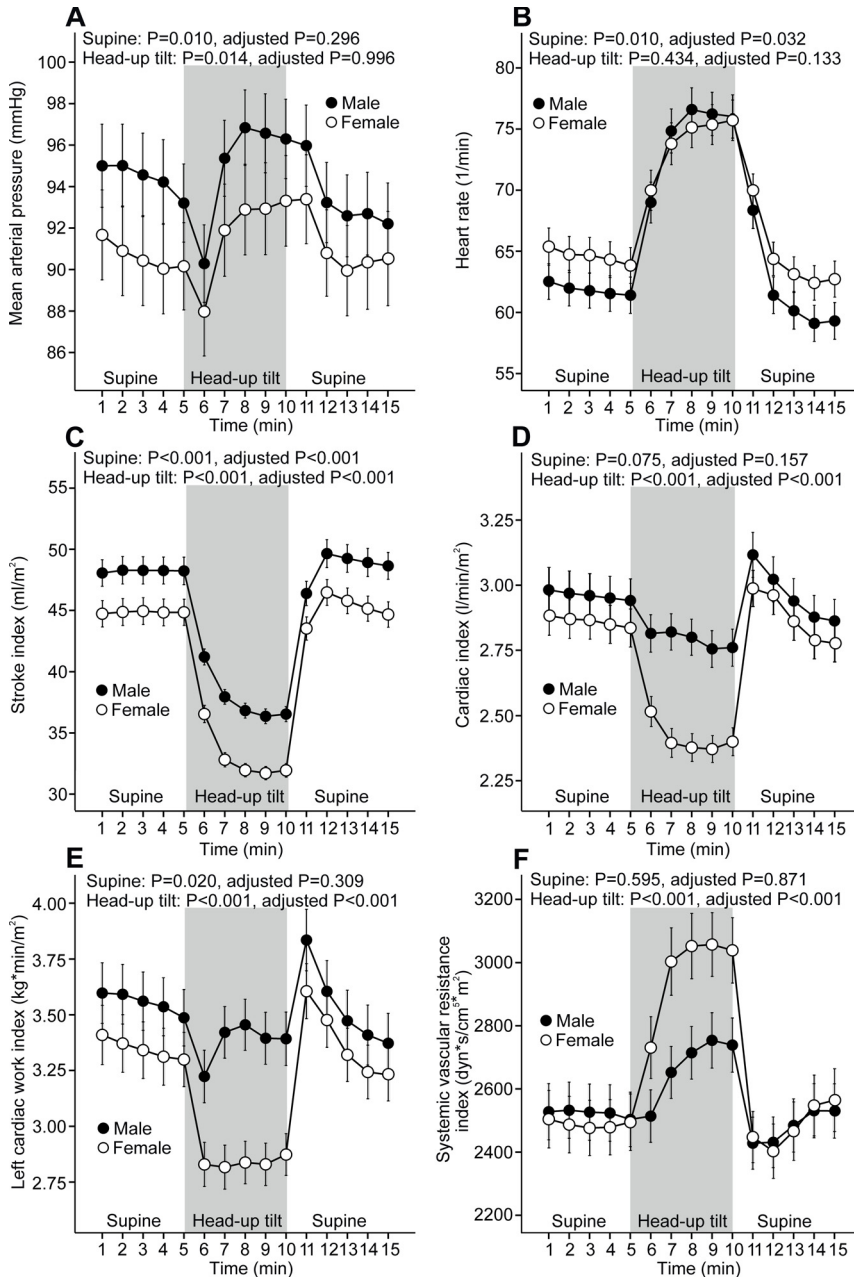 A
Supine: P=0.010, adjusted P=0.296
Head-up tilt: P=0.014, adjusted P=0.996
100
98
96
94
92
90
88
86
Mean arterial pressure (mmHg)
Male
Female
Supine Head-up tilt Supine
1 2 3 4 5 6 7 8 9 10 11 12 13 14 15
Time (min)
B
Supine: P=0.010, adjusted P=0.032
Head-up tilt: P=0.434, adjusted P=0.133
80
75
70
65
60
55
Heart rate (1/min)
Male
Female
Supine Head-up tilt Supine
1 2 3 4 5 6 7 8 9 10 11 12 13 14 15
Time (min)
C
Supine: P<0.001, adjusted P<0.001
Head-up tilt: P<0.001, adjusted P<0.001
55
50
45
40
35
30
Stroke index (ml/m²)
Male
Female
Supine Head-up tilt Supine
1 2 3 4 5 6 7 8 9 10 11 12 13 14 15
Time (min)
D
Supine: P=0.075, adjusted P=0.157
Head-up tilt: P<0.001, adjusted P<0.001
3.25
3.00
2.75
2.50
2.25
Cardiac index (l/min/m²)
Male
Female
Supine Head-up tilt Supine
1 2 3 4 5 6 7 8 9 10 11 12 13 14 15
Time (min)
E
Supine: P=0.020, adjusted P=0.309
Head-up tilt: P<0.001, adjusted P<0.001
4.00
3.75
3.50
3.25
3.00
2.75
Left cardiac work index (kg*min/m²)
Male
Female
Supine Head-up tilt Supine
1 2 3 4 5 6 7 8 9 10 11 12 13 14 15
Time (min)
F
Supine: P=0.595, adjusted P=0.871
Head-up tilt: P<0.001, adjusted P<0.001
3200
3000
2800
2600
2400
2200
Systemic vascular resistance
index (dyn*s/cm⁵*m²)
Male
Female
Supine Head-up tilt Supine
1 2 3 4 5 6 7 8 9 10 11 12 13 14 15
Time (min)